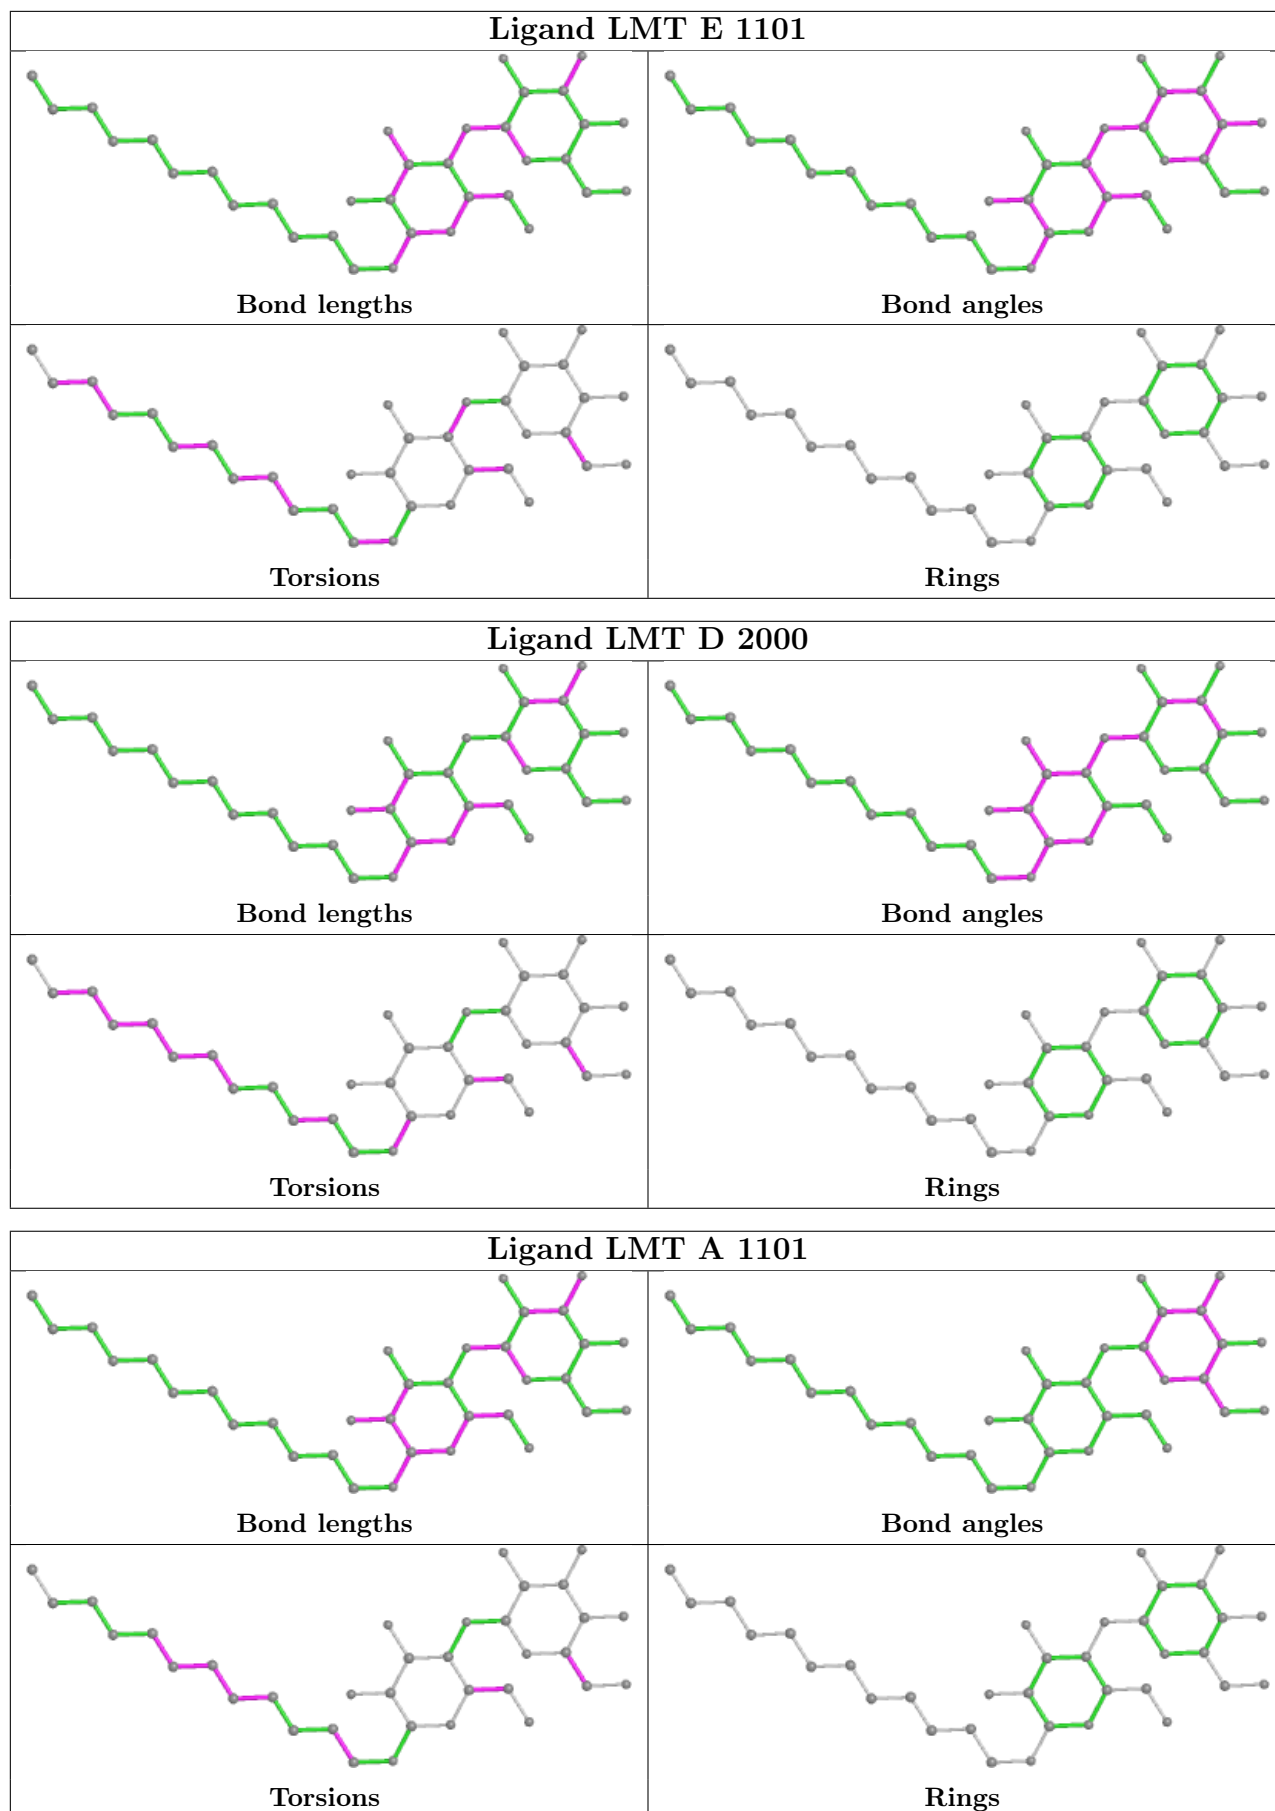 Ligand LMT E 1101
Bond lengths
Bond angles
Torsions
Rings
Ligand LMT D 2000
Bond lengths
Bond angles
Torsions
Rings
Ligand LMT A 1101
Bond lengths
Bond angles
Torsions
Rings